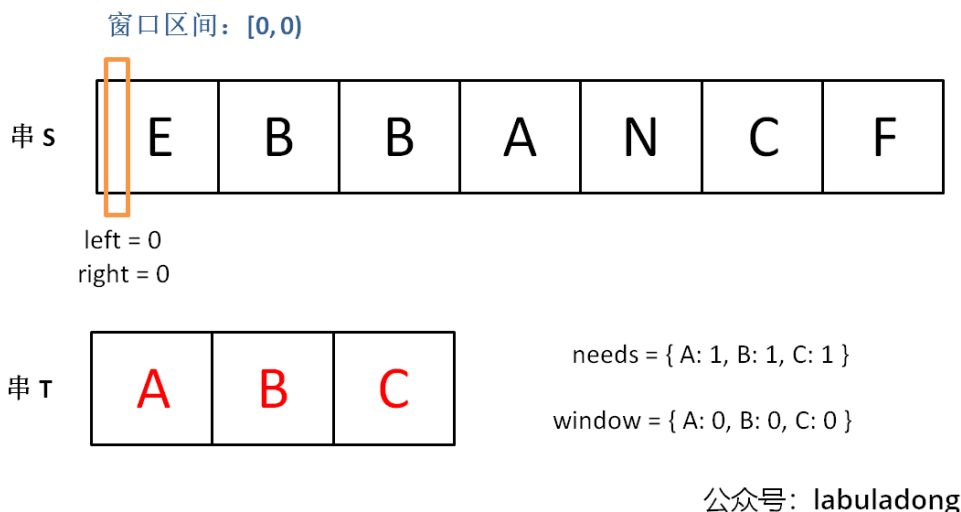 窗口区间：[0,0)
串 S E B B A N C F
left = 0
right = 0
串 T A B C
needs = { A: 1, B: 1, C: 1 }
window = { A: 0, B: 0, C: 0 }
公众号：labuladong